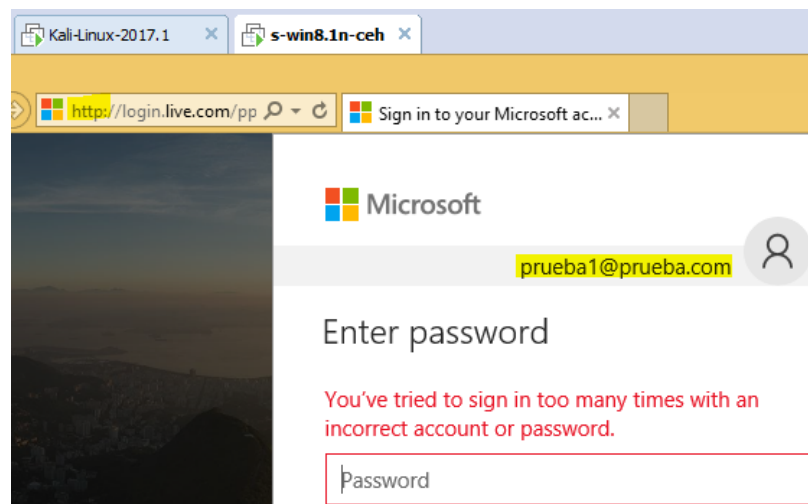 Kali-Linux-2017.1
s-win8.1n-ceh
http://login.live.com/pp
Sign in to your Microsoft ac...
Microsoft
prueba1@prueba.com
Enter password
You've tried to sign in too many times with an
incorrect account or password.
Password